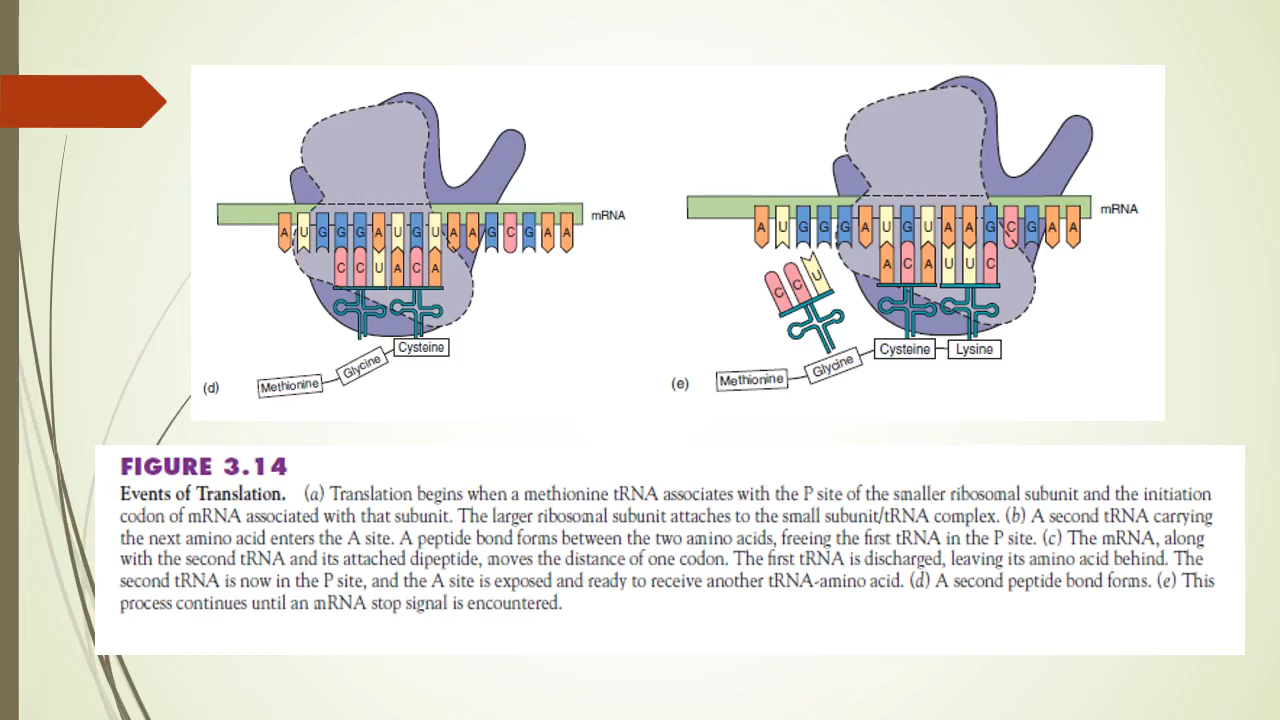 mRNA
A U G G G A U G U A A G C G A A
C C U A C A
Cysteine
Glycine
Methionine
(d)
mRNA
A U G G G A U G U A A G C G A A
A C A U U C
C C U
Cysteine Lysine
Glycine
Methionine
(e)
FIGURE 3.14
Events of Translation. (a) Translation begins when a methionine tRNA associates with the P site of the smaller ribosomal subunit and the initiation
codon of mRNA associated with that subunit. The larger ribosomal subunit attaches to the small subunit/tRNA complex. (b) A second tRNA carrying
the next amino acid enters the A site. A peptide bond forms between the two amino acids, freeing the first tRNA in the P site. (c) The mRNA, along
with the second tRNA and its attached dipeptide, moves the distance of one codon. The first tRNA is discharged, leaving its amino acid behind. The
second tRNA is now in the P site, and the A site is exposed and ready to receive another tRNA-amino acid. (d) A second peptide bond forms. (e) This
process continues until an mRNA stop signal is encountered.